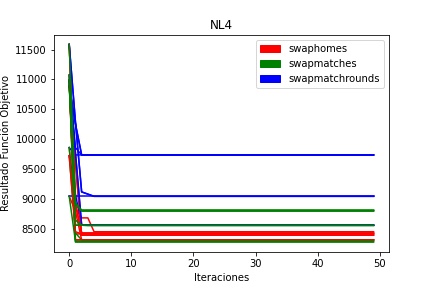 NL4
swaphomes
swapmatches
swapmatchrounds
Resultado Función Objetivo
11500
11000
10500
10000
9500
9000
8500
0 10 20 30 40 50
Iteraciones